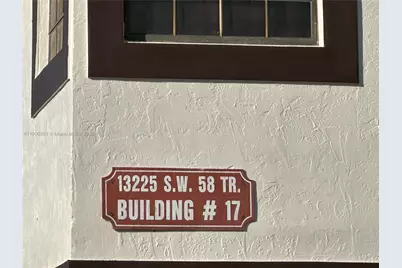 13225 S.W. 58 TR.
BUILDING # 17